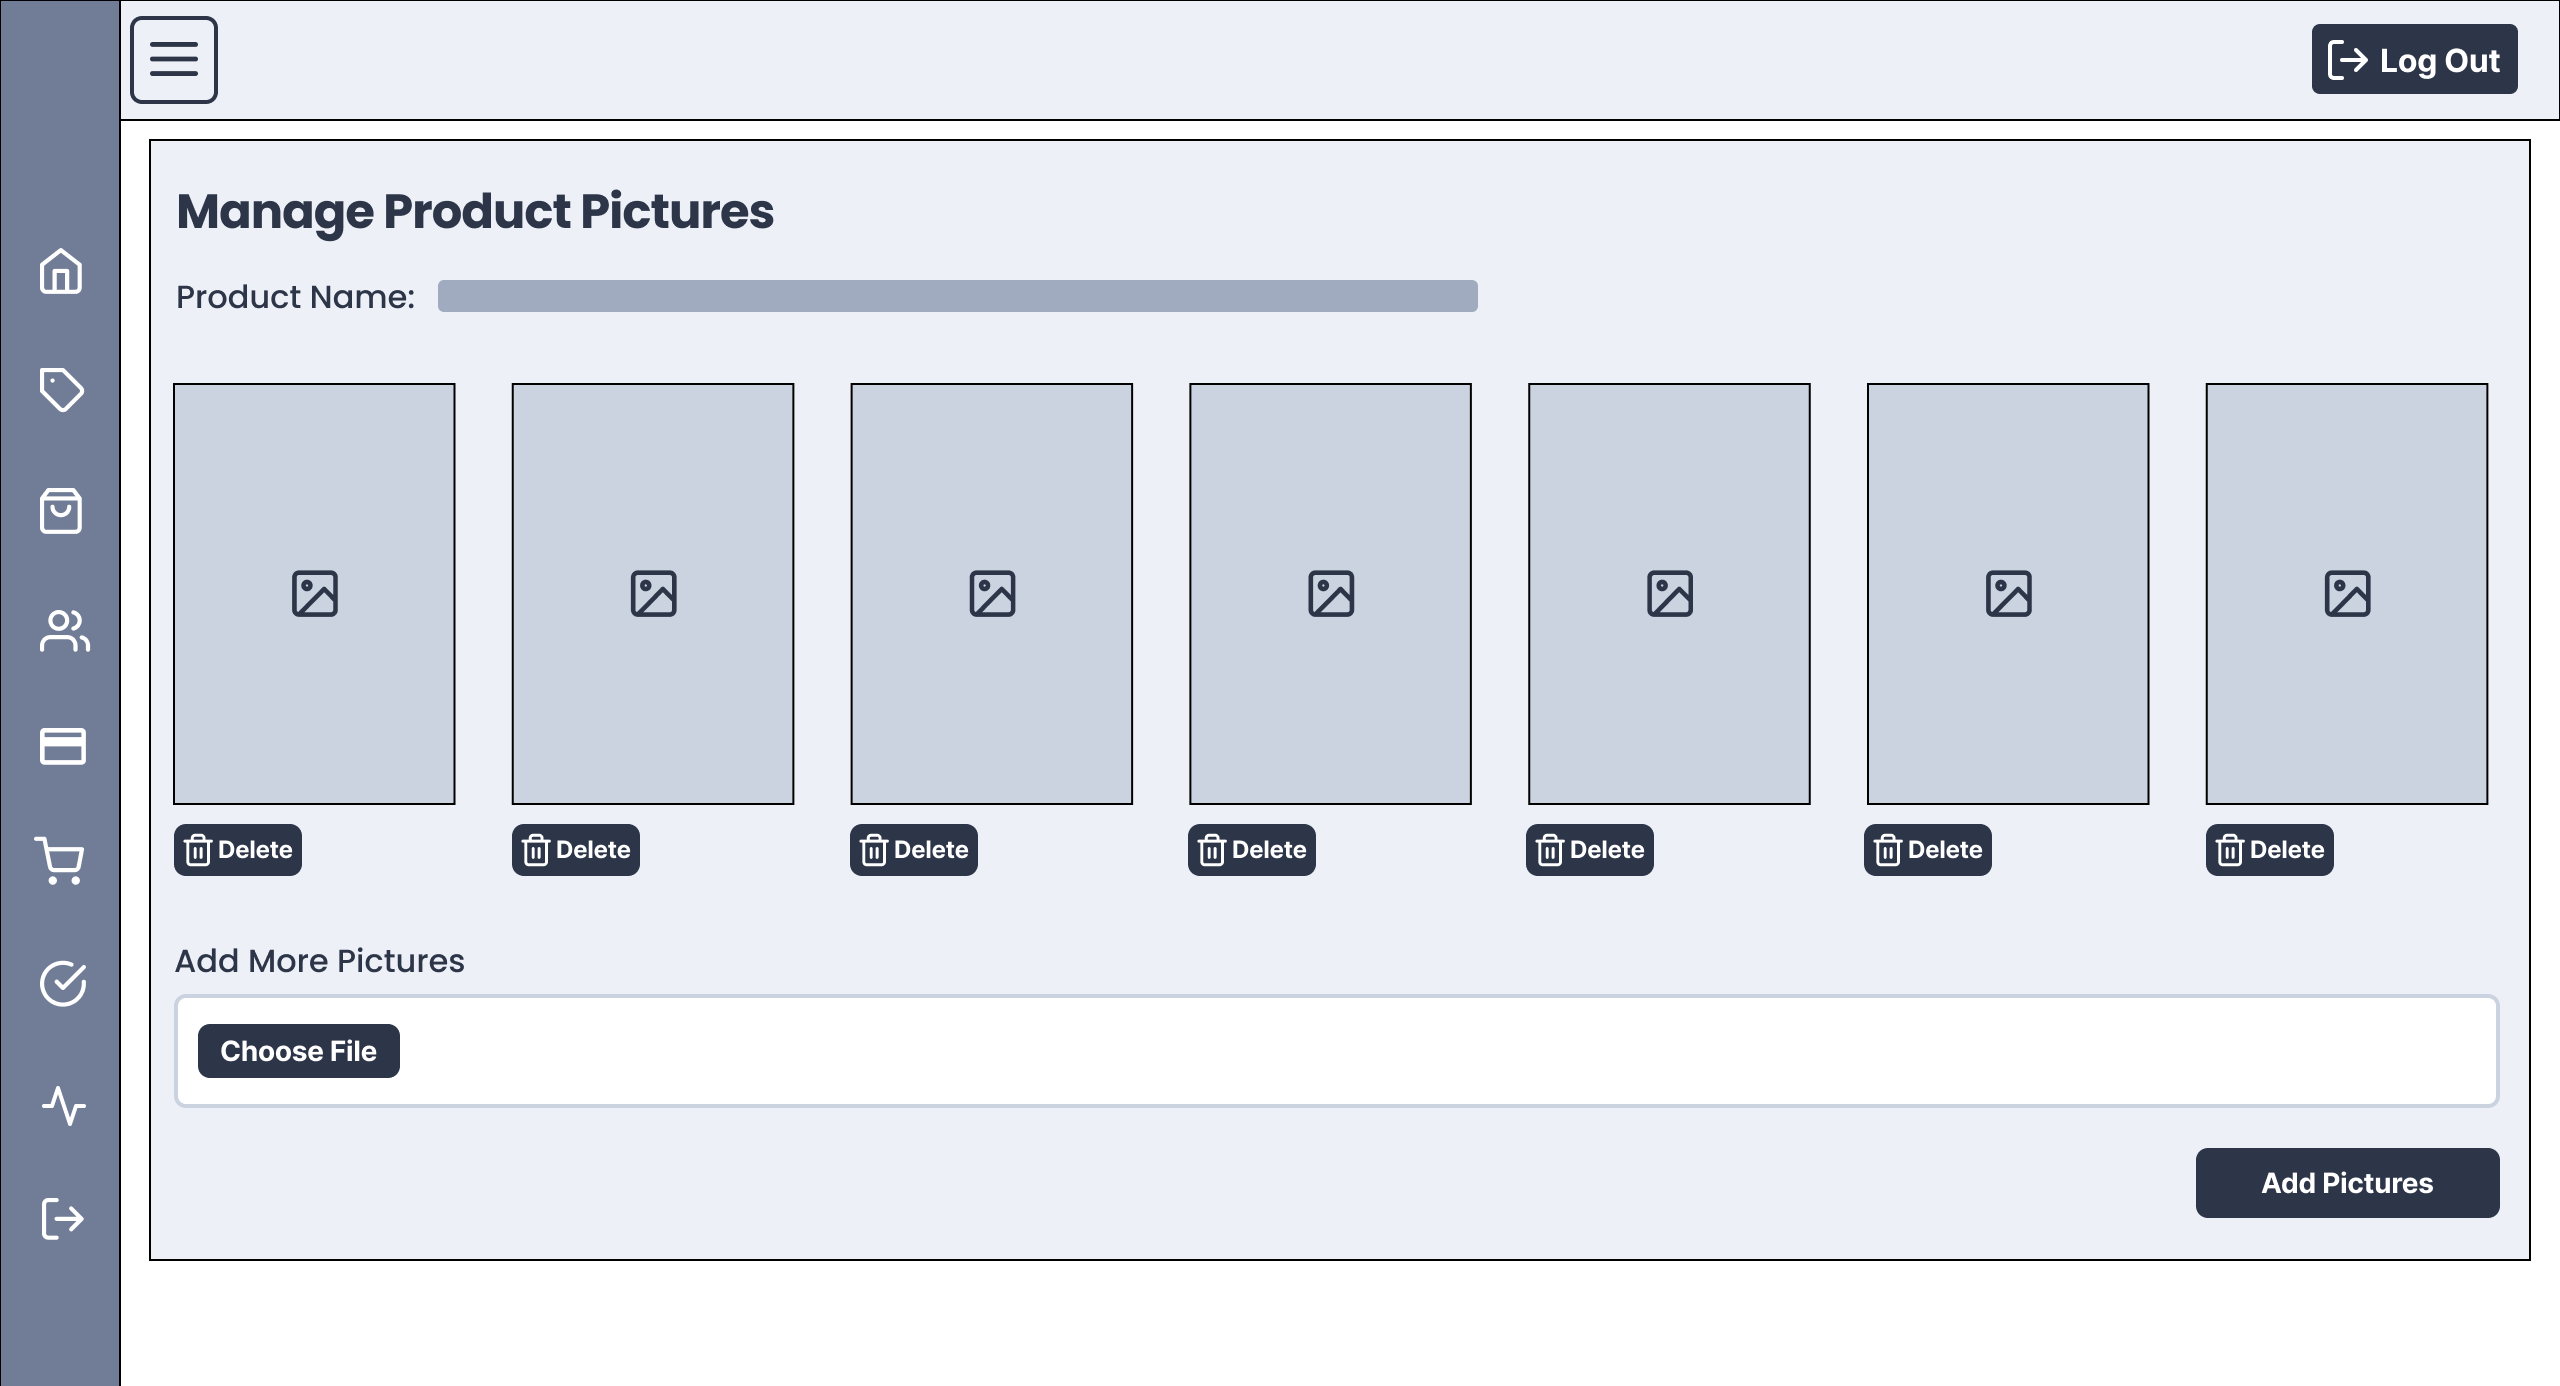 Log Out
Manage Product Pictures
Product Name:
Delete
Delete
Delete
Delete
Delete
Delete
Delete
Add More Pictures
Choose File
Add Pictures